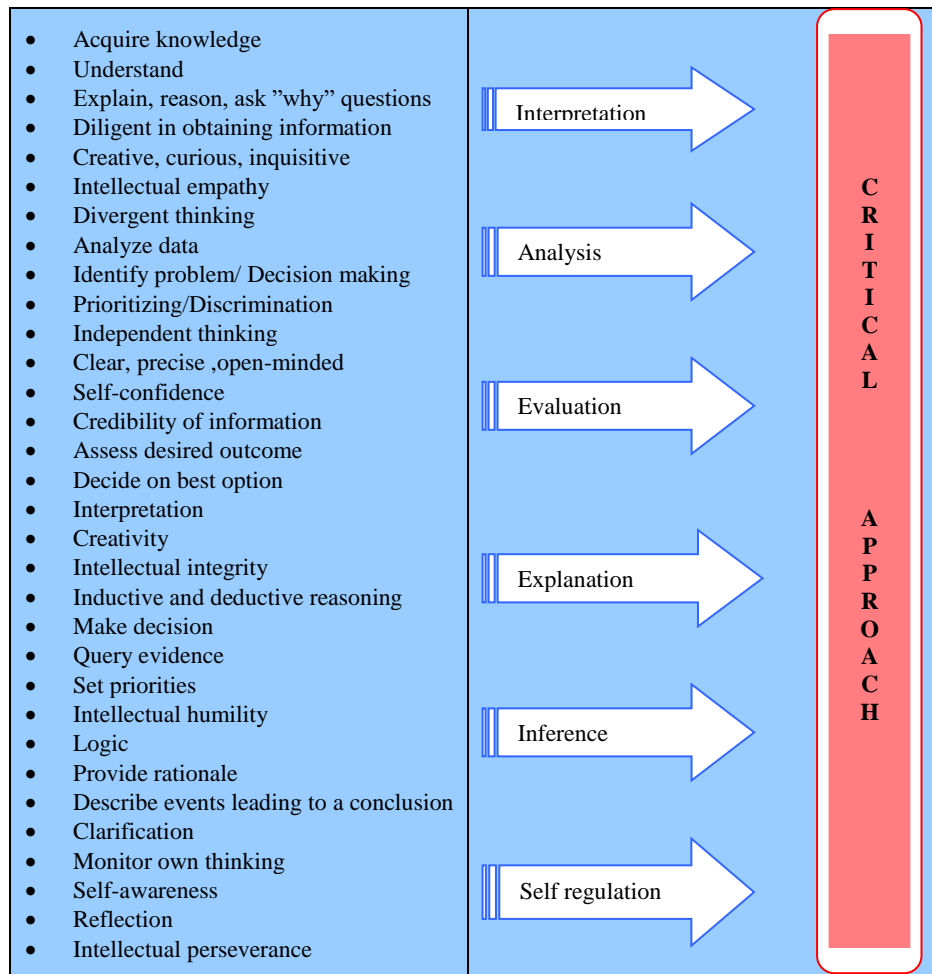 • Acquire knowledge
• Understand
• Explain, reason, ask ”why” questions
• Diligent in obtaining information
• Creative, curious, inquisitive
• Intellectual empathy
• Divergent thinking
• Analyze data
• Identify problem/ Decision making
• Prioritizing/Discrimination
• Independent thinking
• Clear, precise ,open-minded
• Self-confidence
• Credibility of information
• Assess desired outcome
• Decide on best option
• Interpretation
• Creativity
• Intellectual integrity
• Inductive and deductive reasoning
• Make decision
• Query evidence
• Set priorities
• Intellectual humility
• Logic
• Provide rationale
• Describe events leading to a conclusion
• Clarification
• Monitor own thinking
• Self-awareness
• Reflection
• Intellectual perseverance
Interpretation
Analysis
Evaluation
Explanation
Inference
Self regulation
CRITICAL
APPROACH